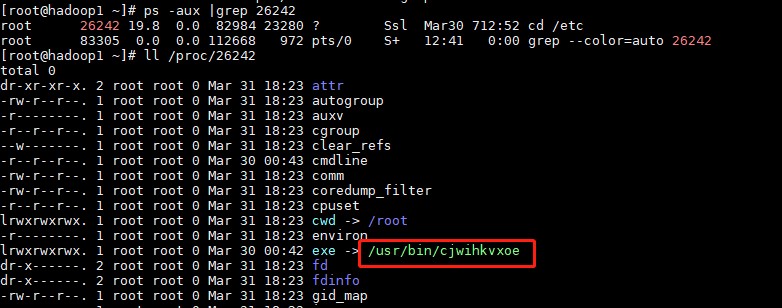 [root@hadoop1 ~]# ps -aux |grep 26242
root      26242 19.8  0.0  82984 23280 ?        Ssl  Mar30 712:52 cd /etc
root      83305  0.0  0.0 112668   972 pts/0    S+   12:41   0:00 grep --color=auto 26242
[root@hadoop1 ~]# ll /proc/26242
total 0
dr-xr-xr-x. 2 root root 0 Mar 31 18:23 attr
-rw-r--r--. 1 root root 0 Mar 31 18:23 autogroup
-r--------. 1 root root 0 Mar 31 18:23 auxv
-r--r--r--. 1 root root 0 Mar 31 18:23 cgroup
--w-------. 1 root root 0 Mar 31 18:23 clear_refs
-r--r--r--. 1 root root 0 Mar 30 00:43 cmdline
-rw-r--r--. 1 root root 0 Mar 31 18:23 comm
-rw-r--r--. 1 root root 0 Mar 31 18:23 coredump_filter
-r--r--r--. 1 root root 0 Mar 31 18:23 cpuset
lrwxrwxrwx. 1 root root 0 Mar 31 18:23 cwd -> /root
-r--------. 1 root root 0 Mar 31 18:23 environ
lrwxrwxrwx. 1 root root 0 Mar 30 00:42 exe -> /usr/bin/cjwihkvxoe
dr-x------. 2 root root 0 Mar 31 18:23 fd
dr-x------. 2 root root 0 Mar 31 18:23 fdinfo
-rw-r--r--. 1 root root 0 Mar 31 18:23 gid_map